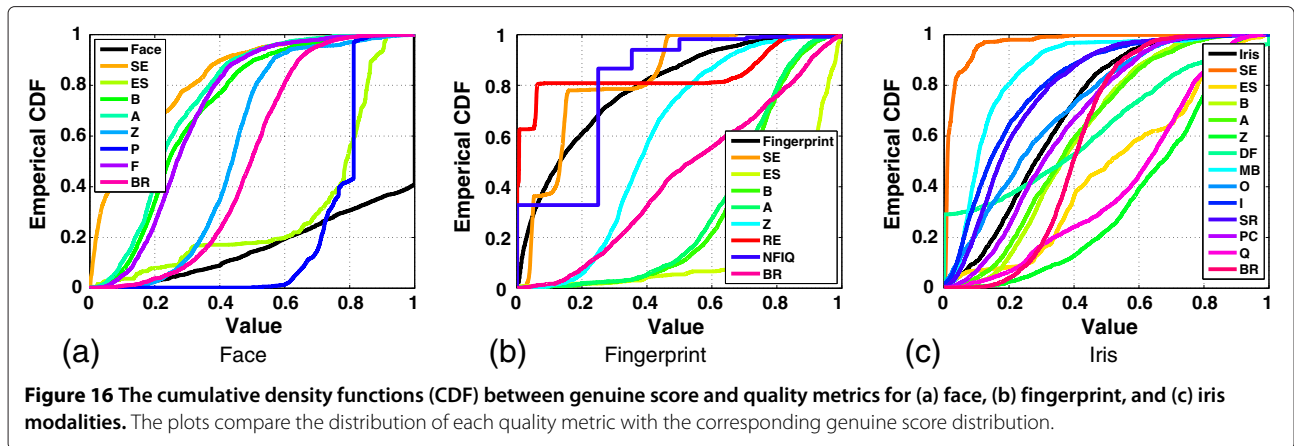 1
0.8
0.6
0.4
0.2
0
Emperical CDF
Face
SE
ES
B
A
Z
P
F
BR
0 0.2 0.4 0.6 0.8 1
Value
(a) Face
1
0.8
0.6
0.4
0.2
0
Emperical CDF
Fingerprint
SE
ES
B
A
Z
RE
NFIQ
BR
0 0.2 0.4 0.6 0.8 1
Value
(b) Fingerprint
1
0.8
0.6
0.4
0.2
0
Emperical CDF
Iris
SE
ES
B
A
Z
DF
MB
O
I
SR
PC
Q
BR
0 0.2 0.4 0.6 0.8 1
Value
(c) Iris
Figure 16 The cumulative density functions (CDF) between genuine score and quality metrics for (a) face, (b) fingerprint, and (c) iris
modalities. The plots compare the distribution of each quality metric with the corresponding genuine score distribution.